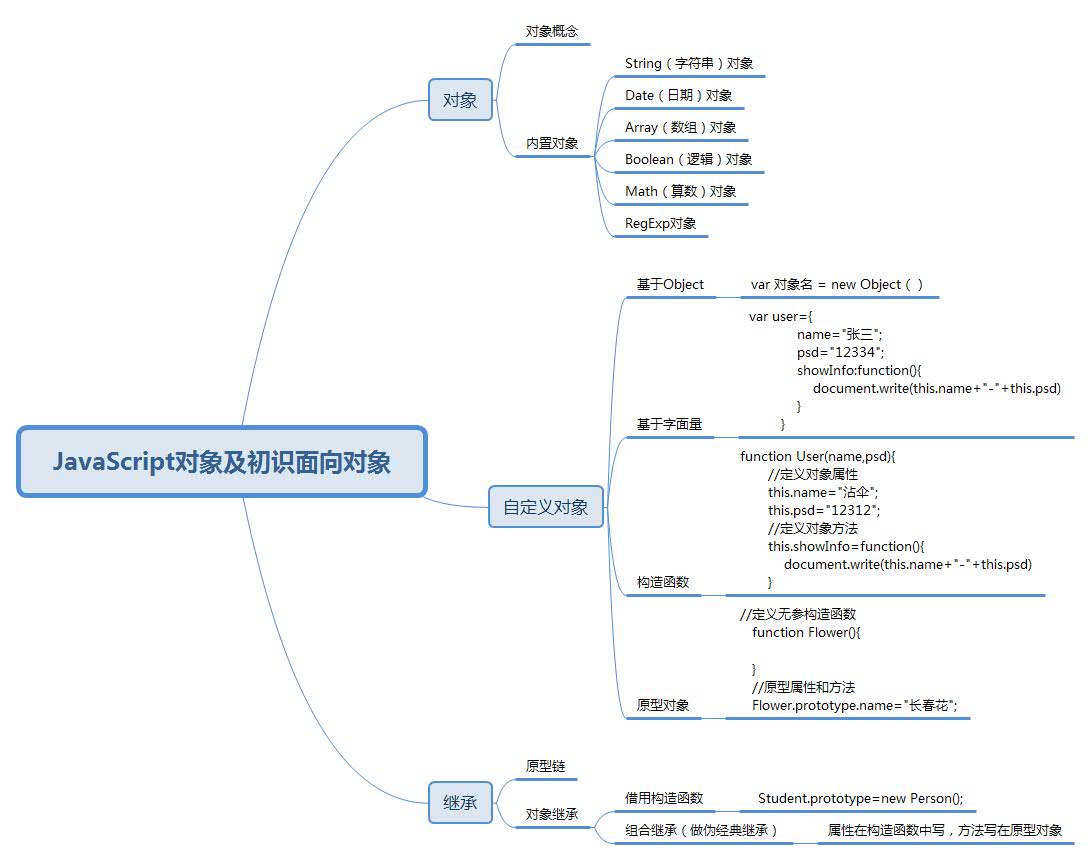 JavaScript对象及初识面向对象
对象
对象概念
内置对象
String（字符串）对象
Date（日期）对象
Array（数组）对象
Boolean（逻辑）对象
Math（算数）对象
RegExp对象
自定义对象
基于Object
var 对象名 = new Object（ ）
基于字面量
var user={
name="张三";
psd="12334";
showInfo:function(){
document.write(this.name+"-"+this.psd)
}
}
构造函数
function User(name,psd){
//定义对象属性
this.name="沾伞";
this.psd="12312";
//定义对象方法
this.showInfo=function(){
document.write(this.name+"-"+this.psd)
}
原型对象
//定义无参构造函数
function Flower(){
}
//原型属性和方法
Flower.prototype.name="长春花";
继承
原型链
对象继承
借用构造函数
Student.prototype=new Person();
组合继承（做伪经典继承）
属性在构造函数中写，方法写在原型对象